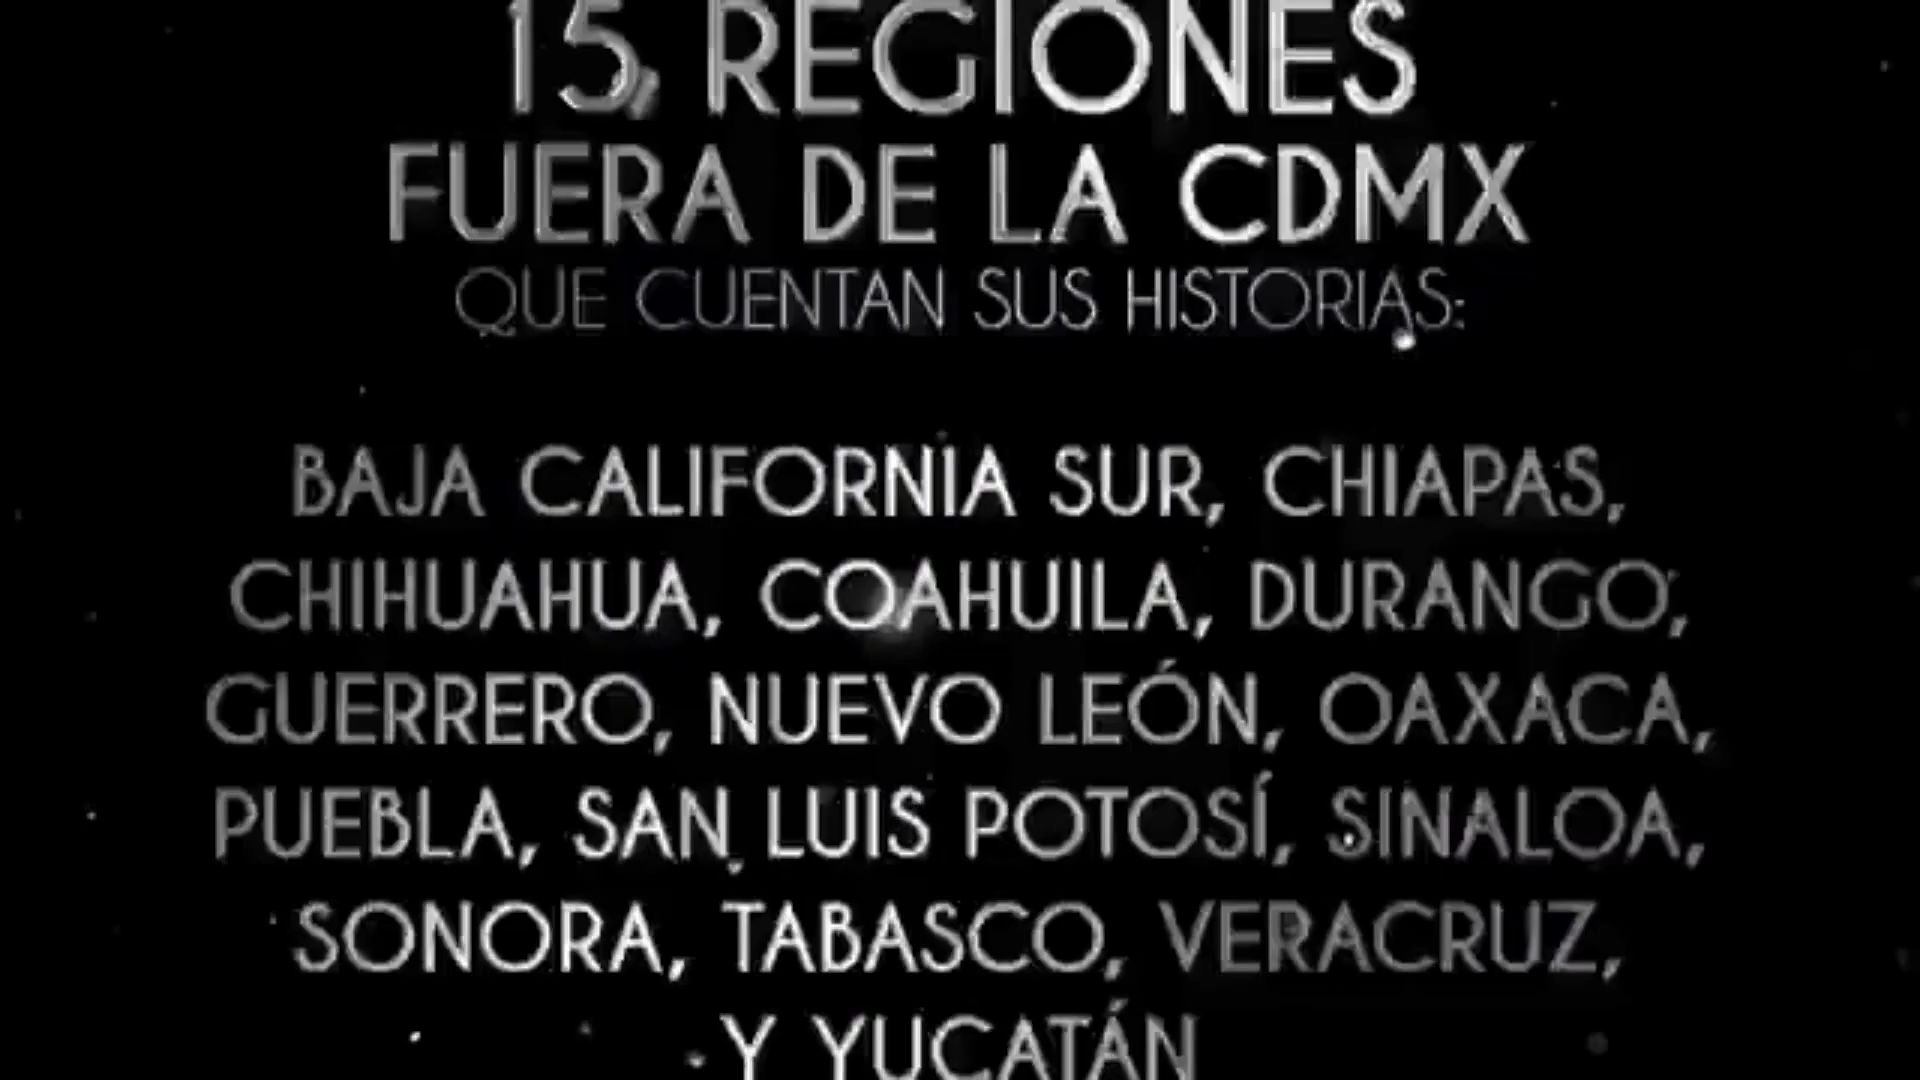 15 REGIONES
FUERA DE LA CDMX
QUE CUENTAN SUS HISTORIAS:
BAJA CALIFORNIA SUR, CHIAPAS,
CHIHUAHUA, COAHUILA, DURANGO,
GUERRERO, NUEVO LEÓN, OAXACA,
PUEBLA, SAN LUIS POTOSÍ, SINALOA,
SONORA, TABASCO, VERACRUZ,
Y YUCATÁN